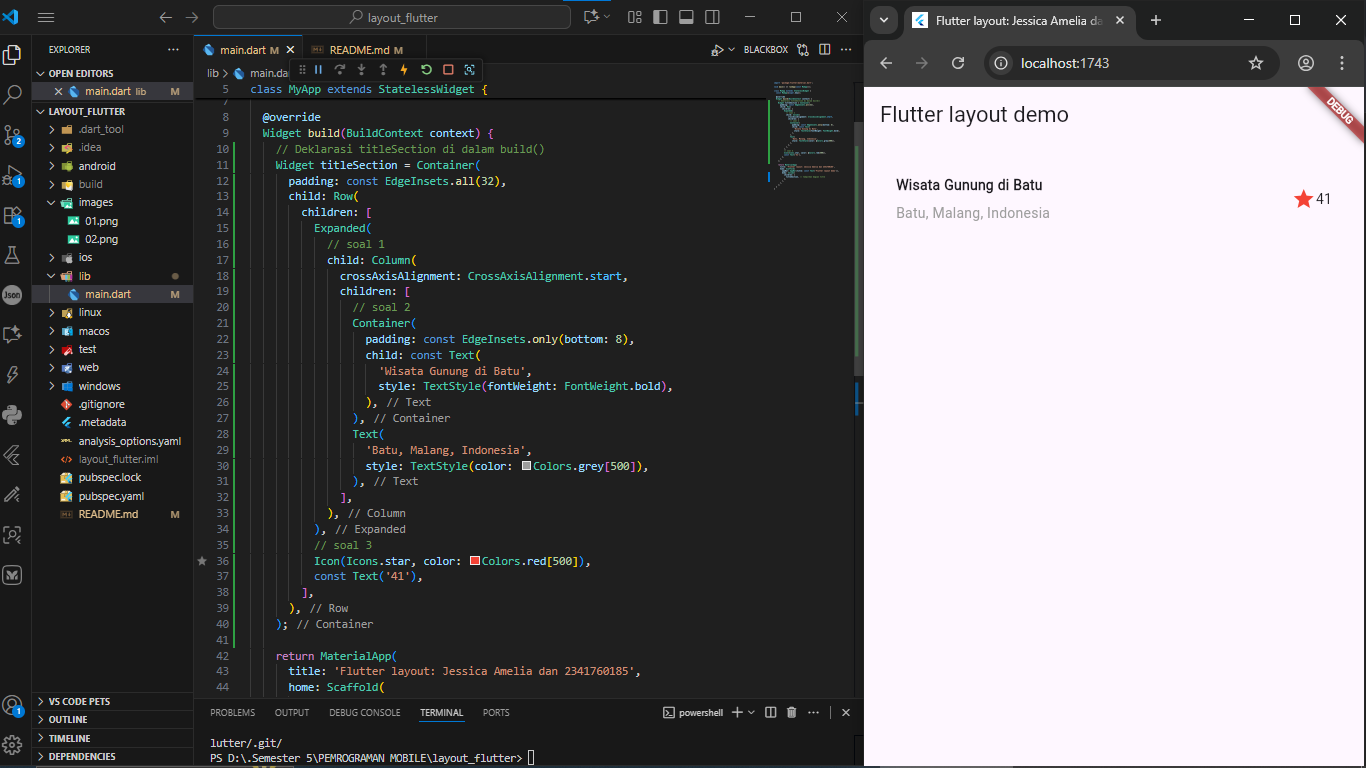 layout_flutter
EXPLORER
OPEN EDITORS
main.dart lib M
LAYOUT_FLUTTER
.dart_tool
.idea
android
build
images
01.png
02.png
ios
lib
main.dart M
linux
macos
test
web
windows
.gitignore
.metadata
analysis_options.yaml
layout_flutter.iml
pubspec.lock
pubspec.yaml
README.md M
VS CODE PETS
OUTLINE
TIMELINE
DEPENDENCIES
2
1
1
Json
1
main.dart M
README.md M
BLACKBOX
lib > main.da
5 class MyApp extends StatelessWidget {
7
8 @override
9 Widget build(BuildContext context) {
10 // Deklarasi titleSection di dalam build()
11 Widget titleSection = Container(
12 padding: const EdgeInsets.all(32),
13 child: Row(
14 children: [
15 Expanded(
16 // soal 1
17 child: Column(
18 crossAxisAlignment: CrossAxisAlignment.start,
19 children: [
20 // soal 2
21 Container(
22 padding: const EdgeInsets.only(bottom: 8),
23 child: const Text(
24 'Wisata Gunung di Batu',
25 style: TextStyle(fontWeight: FontWeight.bold),
26 ), // Text
27 ), // Container
28 Text(
29 'Batu, Malang, Indonesia',
30 style: TextStyle(color: Colors.grey[500]),
31 ), // Text
32 ],
33 ), // Column
34 ), // Expanded
35 // soal 3
36 Icon(Icons.star, color: Colors.red[500]),
37 const Text('41'),
38 ],
39 ), // Row
40 ); // Container
41
42 return MaterialApp(
43 title: 'Flutter layout: Jessica Amelia dan 2341760185',
44 home: Scaffold(
PROBLEMS OUTPUT DEBUG CONSOLE TERMINAL PORTS
powershell
lutter/.git/
PS D:\.Semester 5\PEMROGRAMAN MOBILE\layout_flutter>
Flutter layout: Jessica Amelia da
localhost:1743
Flutter layout demo
DEBUG
Wisata Gunung di Batu
41
Batu, Malang, Indonesia